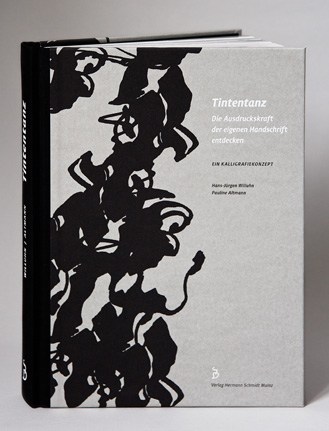 Tintentanz
Die Ausdruckskraft
der eigenen Handschrift
entdecken
EIN KALLIGRAFIEKONZEPT
Hans-Jürgen Willuhn
Pauline Altmann
Verlag Hermann Schmidt Mainz
Tintentanz
WILLUHN / ALTMANN